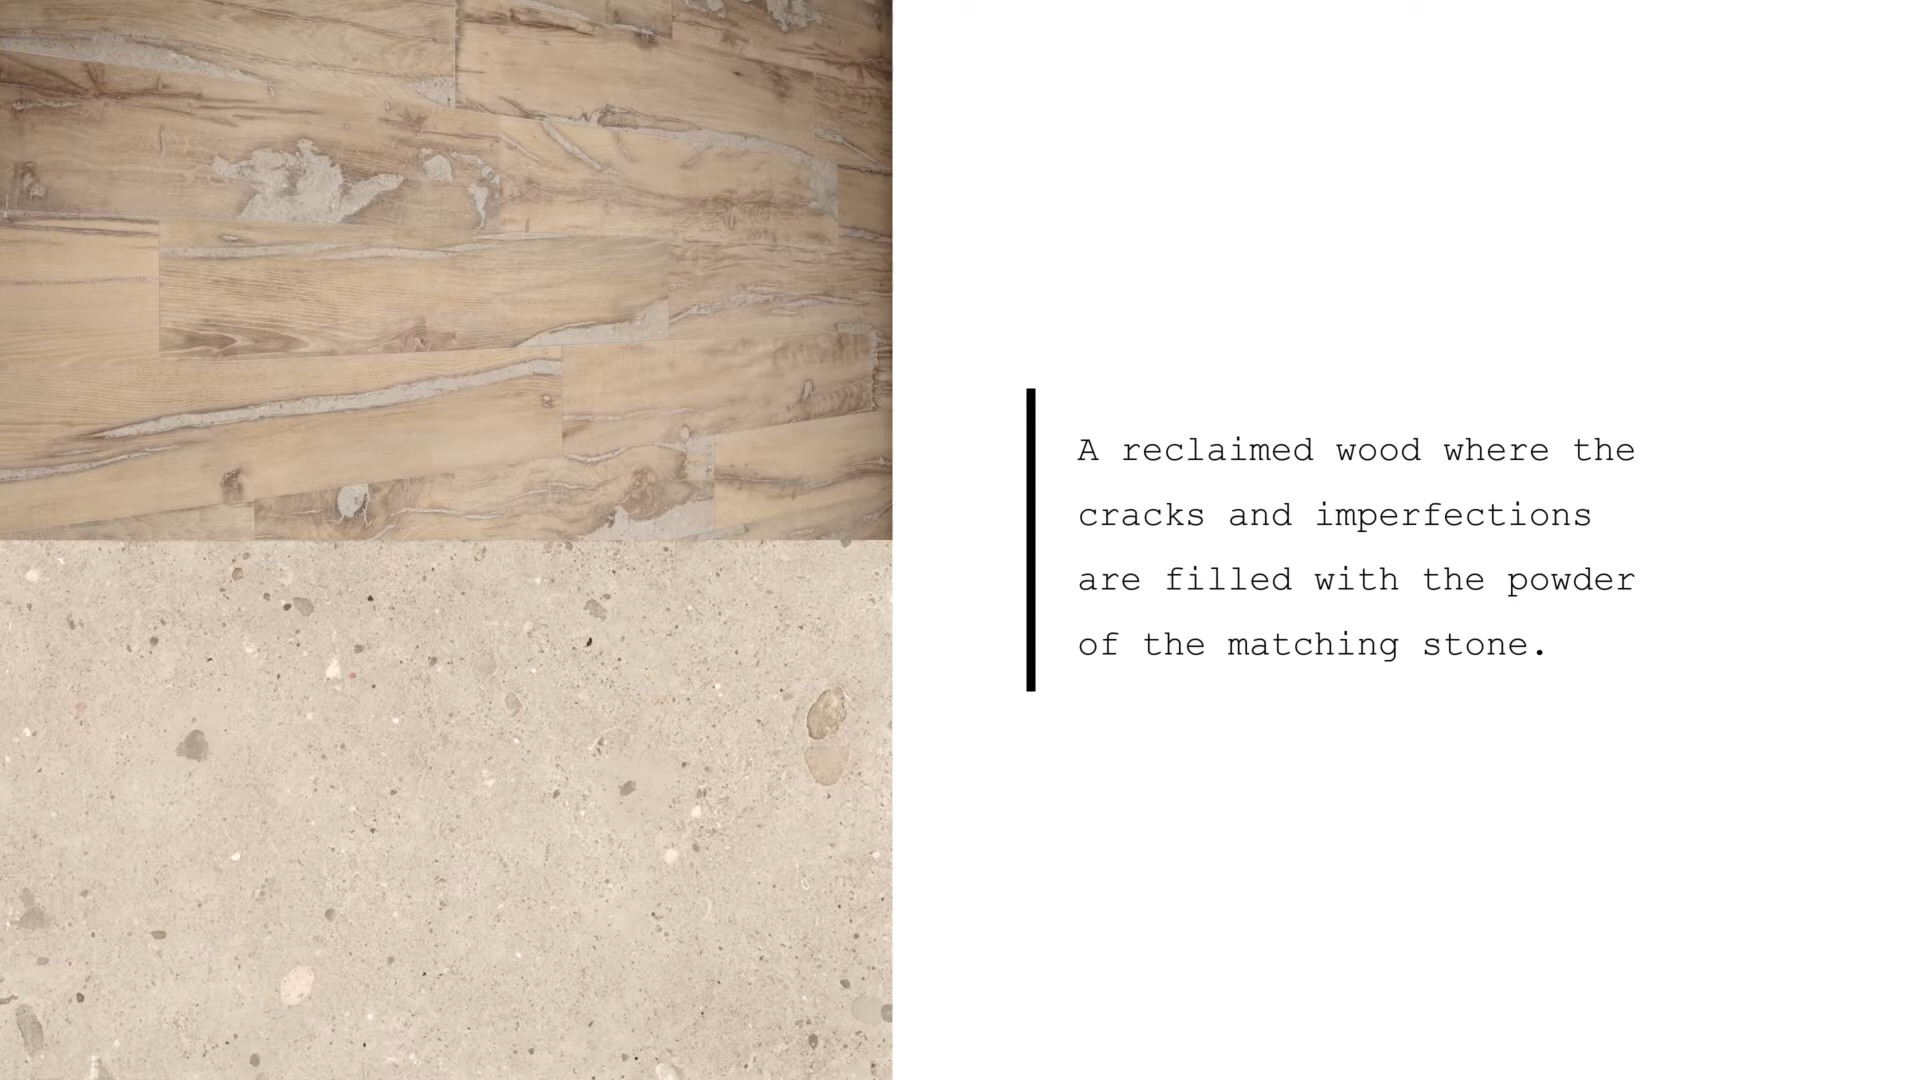 A reclaimed wood where the
cracks and imperfections
are filled with the powder
of the matching stone.